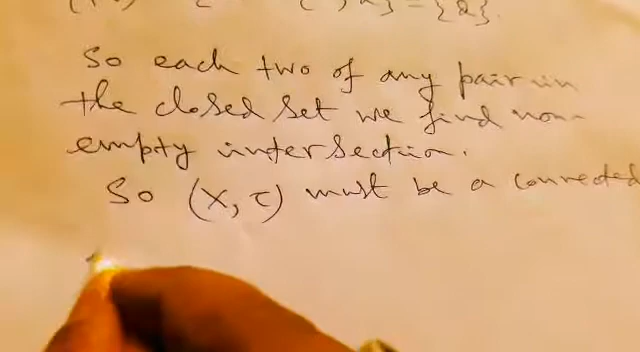 So each two of any pair in
the closed set we find non-
empty intersection.
So (X, τ) must be a connected